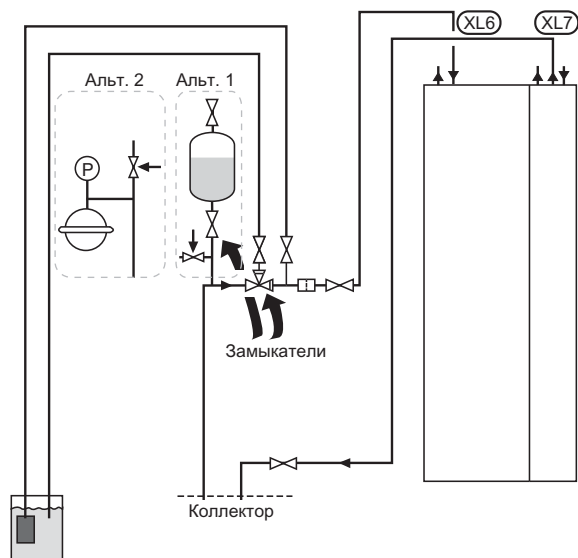 XL6
XL7
Альт. 2
Альт. 1
P
Замыкатели
Коллектор